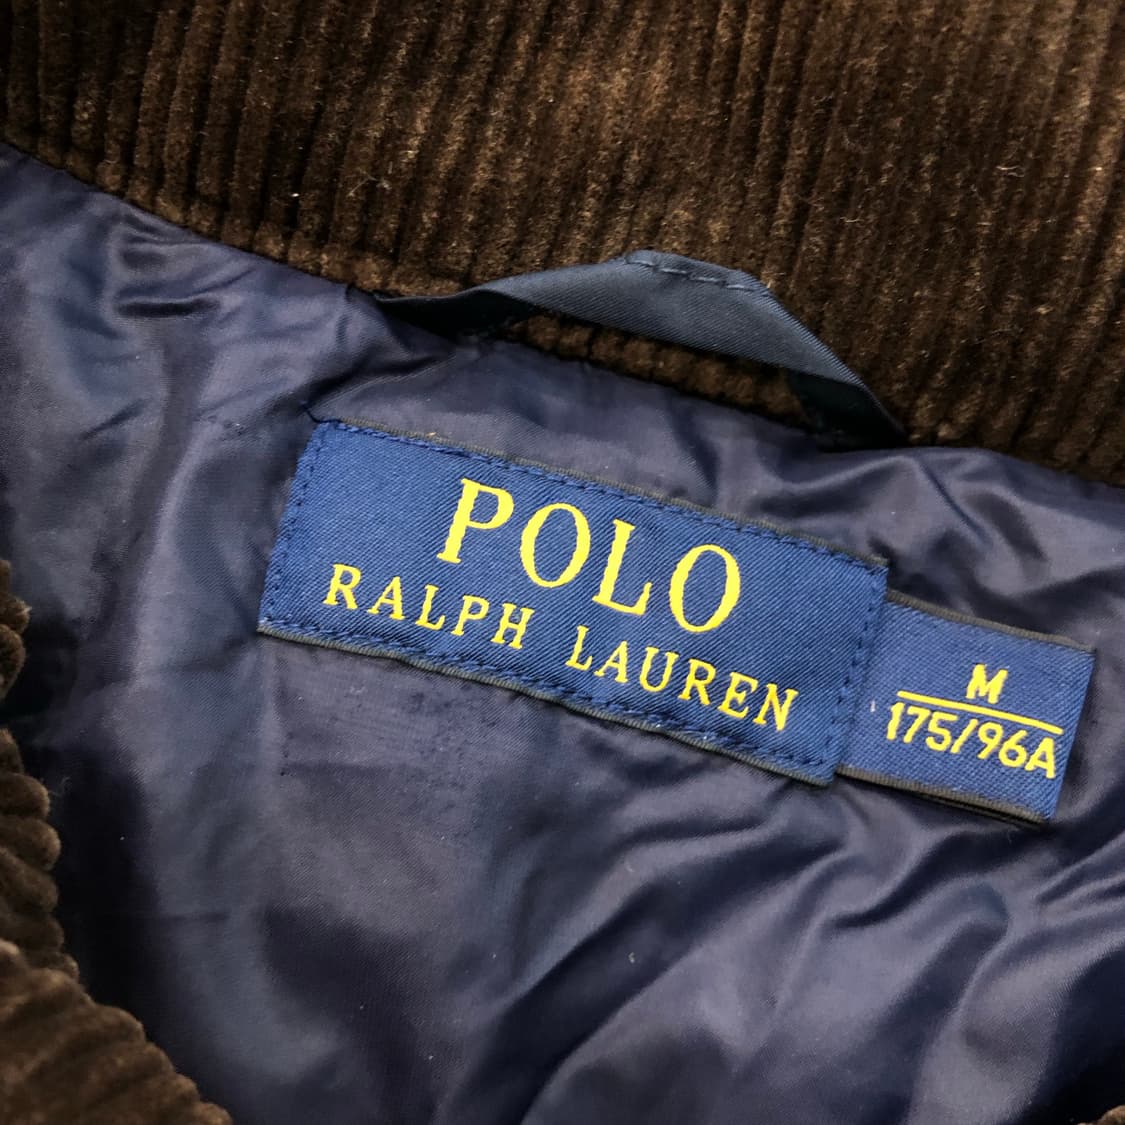 POLO
RALPH LAUREN
M
175/96A